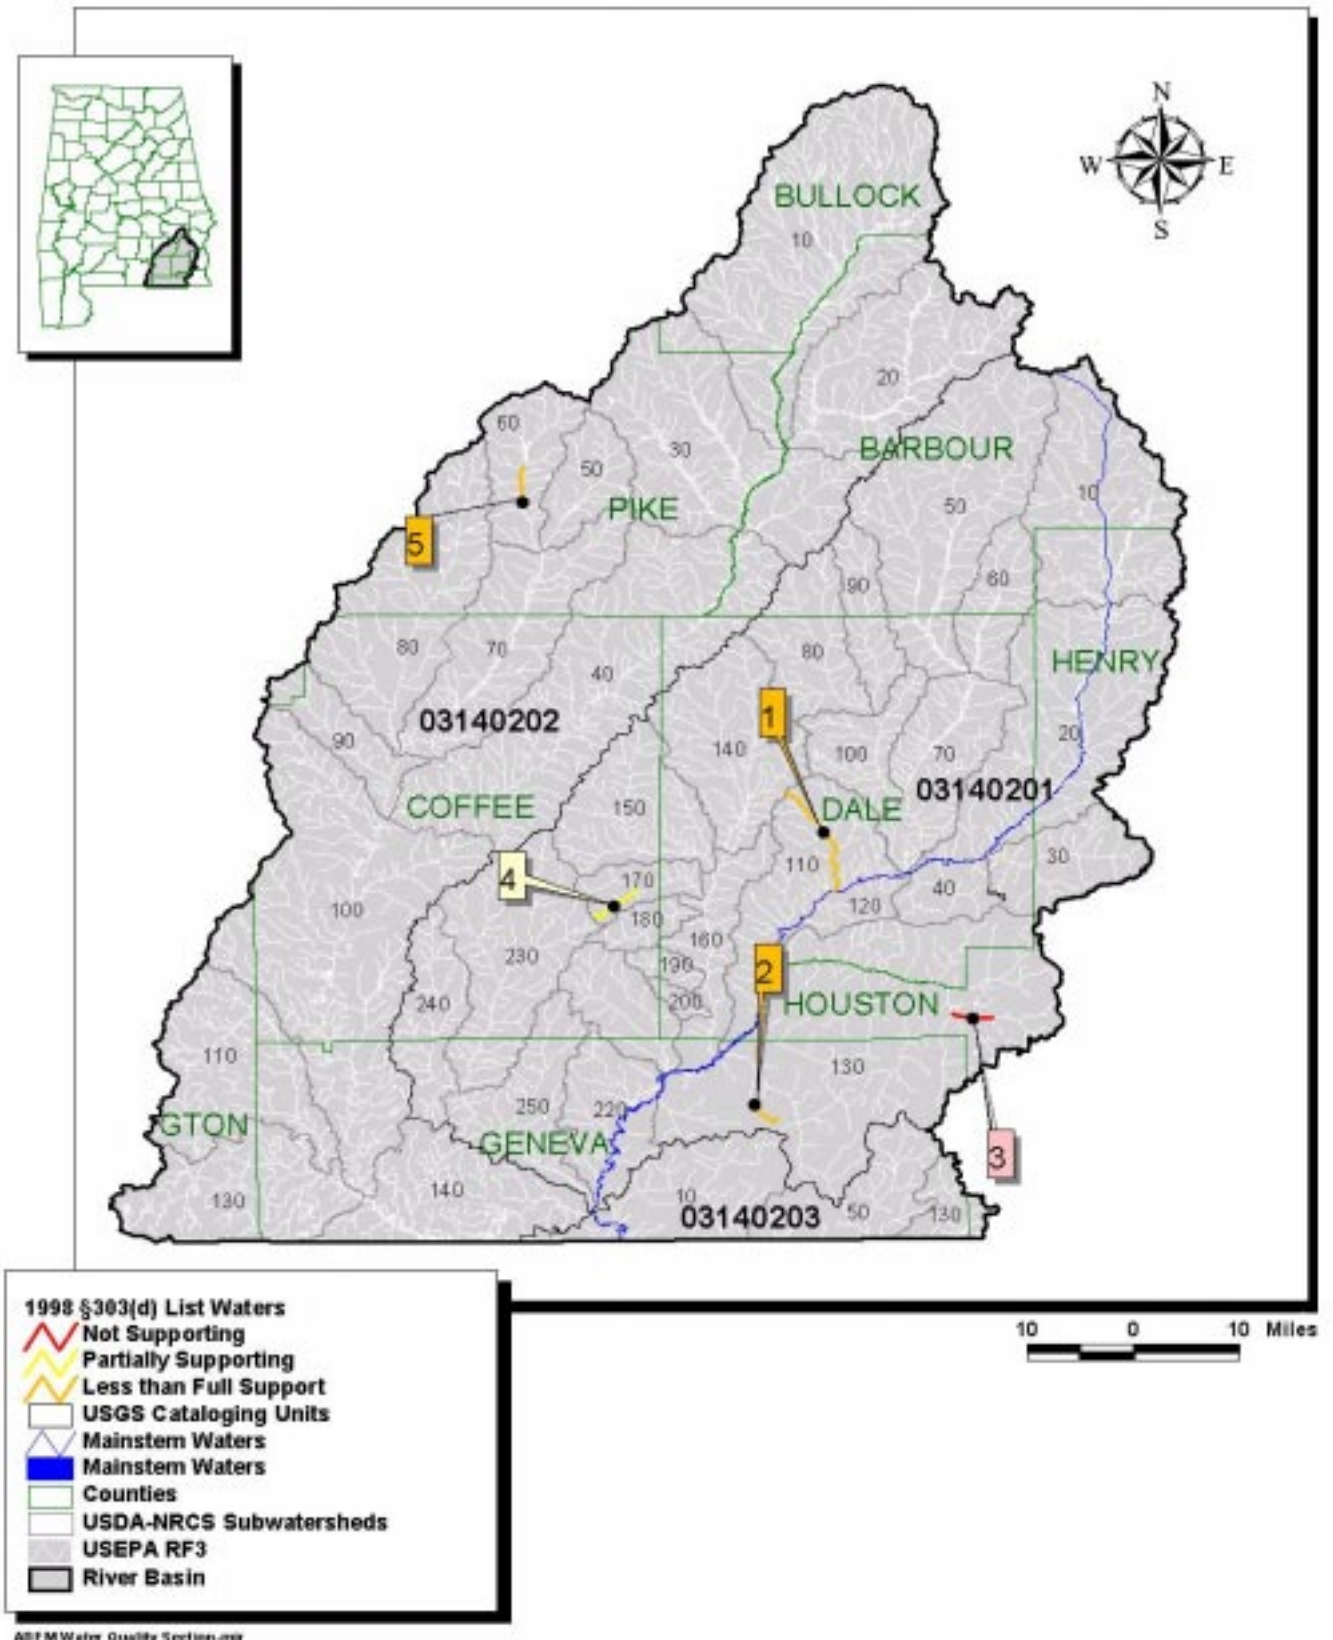 N
W E
S
BULLOCK
10
20
60
BARBOUR
30
50
PIKE
50
10
5
90
60
80
70
40
80
HENRY
03140202
1
90
140
100
70
20
03140201
COFFEE
150
DALE
110
30
4
170
40
100
180
120
160
230
190
2
240
200
HOUSTON
110
130
250
220
GTON
GENEVA
3
130
140
10
03140203
50
130
1998 §303(d) List Waters
Not Supporting
Partially Supporting
Less than Full Support
USGS Cataloging Units
Mainstem Waters
Mainstem Waters
Counties
USDA-NRCS Subwatersheds
USEPA RF3
River Basin
10 0 10 Miles
ADEM Water Quality Section